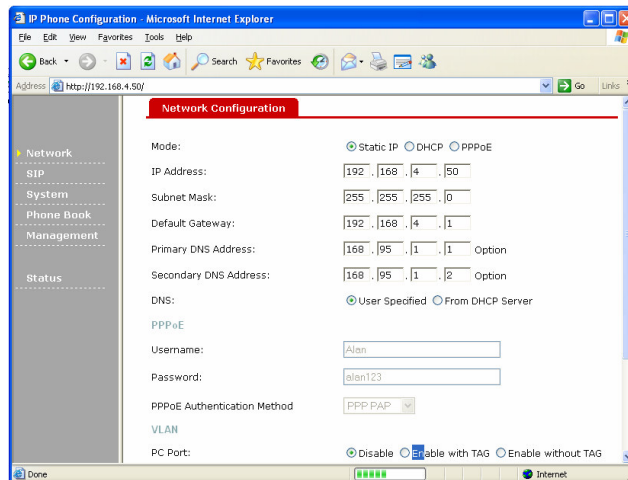 IP Phone Configuration - Microsoft Internet Explorer
File Edit View Favorites Tools Help
Back Search Favorites
Address http://192.168.4.50/ Go Links
Network Configuration
Network
SIP
System
Phone Book
Management
Status
Mode: Static IP DHCP PPPoE
IP Address: 192 . 168 . 4 . 50
Subnet Mask: 255 . 255 . 255 . 0
Default Gateway: 192 . 168 . 4 . 1
Primary DNS Address: 168 . 95 . 1 . 1 Option
Secondary DNS Address: 168 . 95 . 1 . 2 Option
DNS: User Specified From DHCP Server
PPPoE
Username: Alan
Password: alan123
PPPoE Authentication Method PPP PAP
VLAN
PC Port: Disable Enable with TAG Enable without TAG
Done Internet